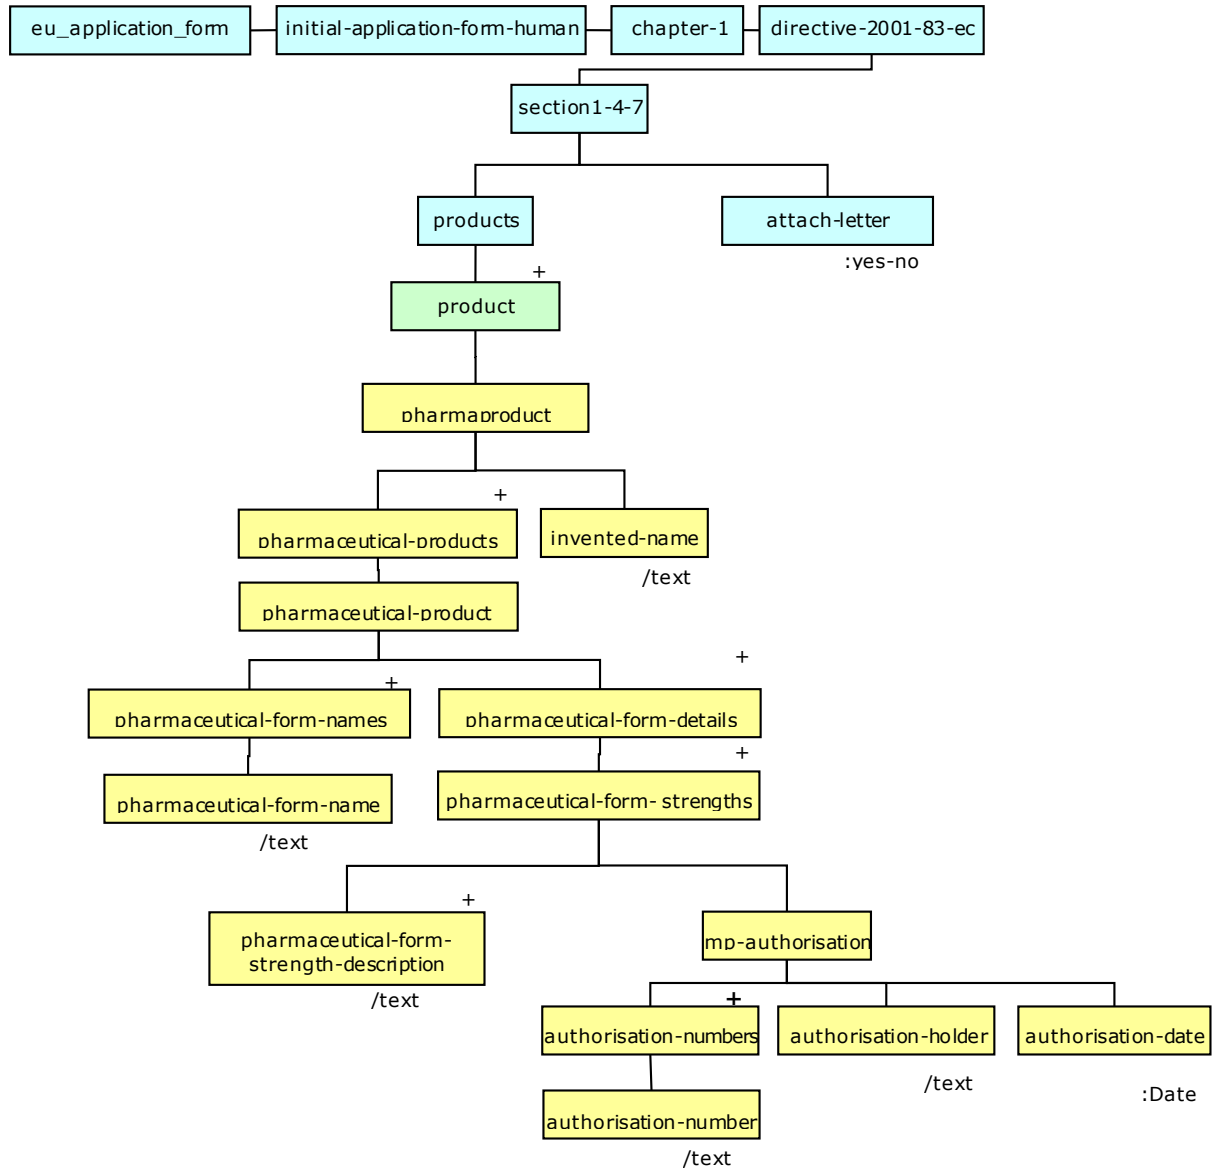 eu_application_form
initial-application-form-human
chapter-1
directive-2001-83-ec
section1-4-7
products
attach-letter
:yes-no
+
product
pharmaproduct
+
pharmaceutical-products
invented-name
/text
pharmaceutical-product
+
+
pharmaceutical-form-names
pharmaceutical-form-details
+
pharmaceutical-form-name
pharmaceutical-form- strengths
/text
+
pharmaceutical-form-
strength-description
/text
mp-authorisation
+
authorisation-numbers
authorisation-holder
authorisation-date
/text
:Date
authorisation-number
/text